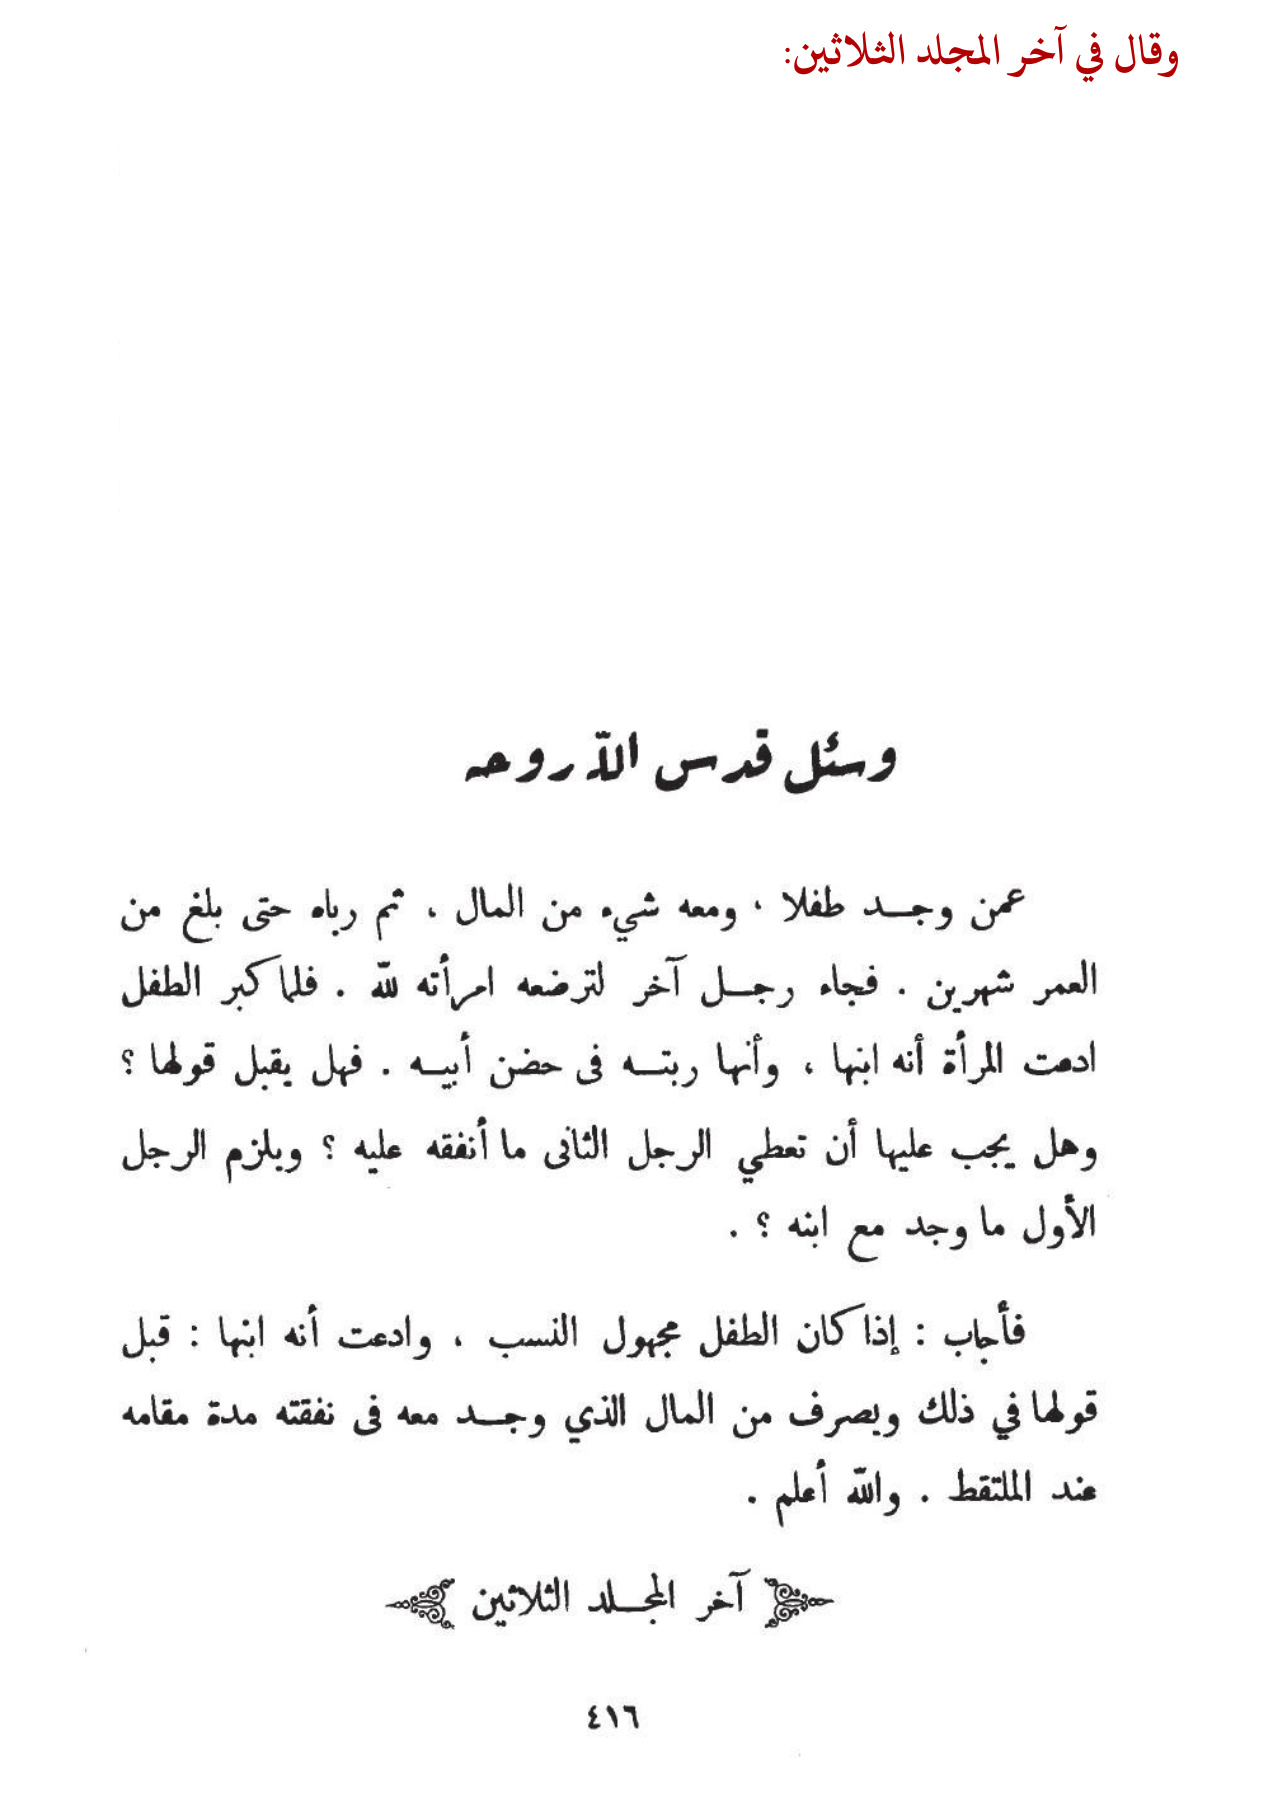 وقال في آخر المجلد الثلاثين:
وسئل قدس الله روحه
عمن وجد طفلا ، ومعه شيء من المال ، ثم رباه حتى بلغ من
العمر شهرين . فجاء رجل آخر لترضعه امرأته لله . فلما كبر الطفل
ادعت المرأة أنه ابنها ، وأنها ربته فى حضن أبيه . فهل يقبل قولها ؟
وهل يجب عليها أن تعطي الرجل الثانى ما أنفقه عليه ؟ ويلزم الرجل
الأول ما وجد مع ابنه ؟ .
فأجاب : إذا كان الطفل مجهول النسب ، وادعت أنه ابنها : قبل
قولها في ذلك ويصرف من المال الذي وجد معه فى نفقته مدة مقامه
عند الملتقط . والله أعلم .
آخر المجلد الثلاثين
٤١٦